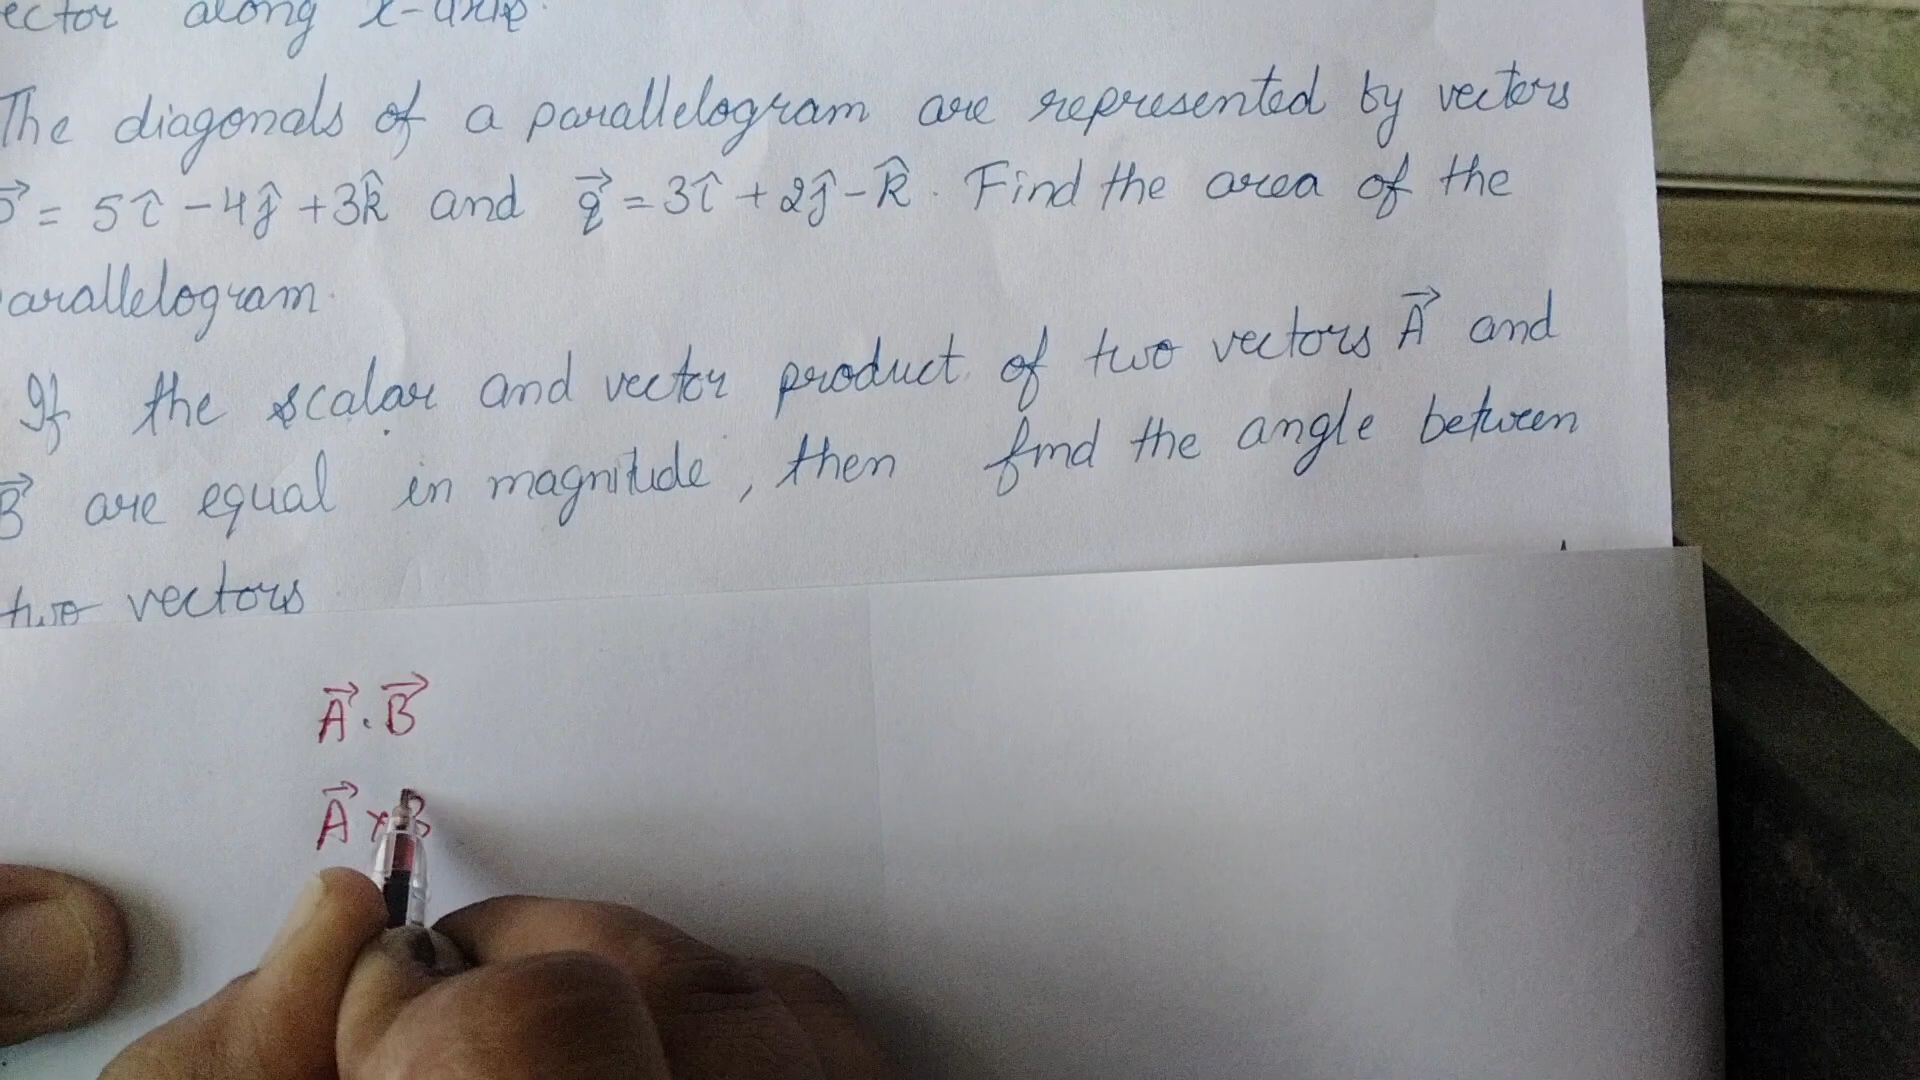 ector along x-axis.
The diagonals of a parallelogram are represented by vectors
p⃗ = 5î - 4ĵ + 3k̂ and q⃗ = 3î + 2ĵ - k̂. Find the area of the
arallelogram.
If the scalar and vector product of two vectors A⃗ and
B⃗ are equal in magnitude, then find the angle between
two vectors
A⃗ . B⃗
A⃗ × B